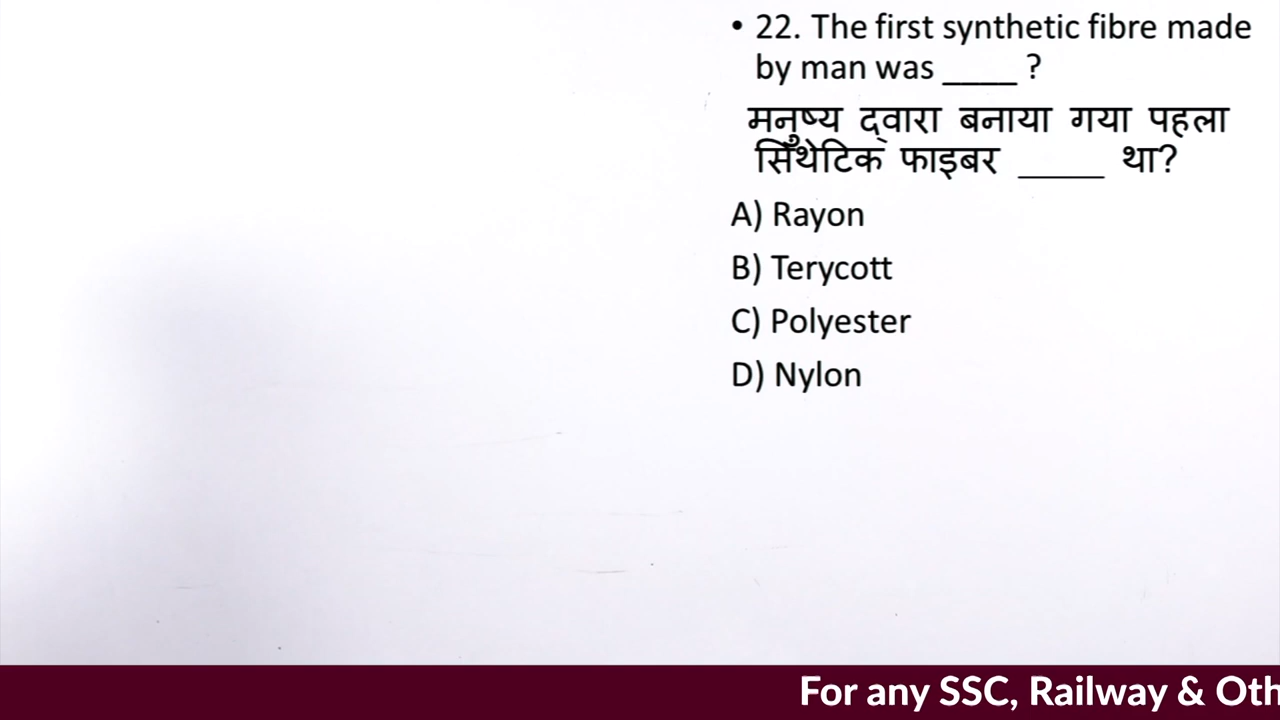 • 22. The first synthetic fibre made
by man was ____ ?
मनुष्य द्वारा बनाया गया पहला
सिंथेटिक फाइबर _____ था?
A) Rayon
B) Terycott
C) Polyester
D) Nylon
For any SSC, Railway & Oth